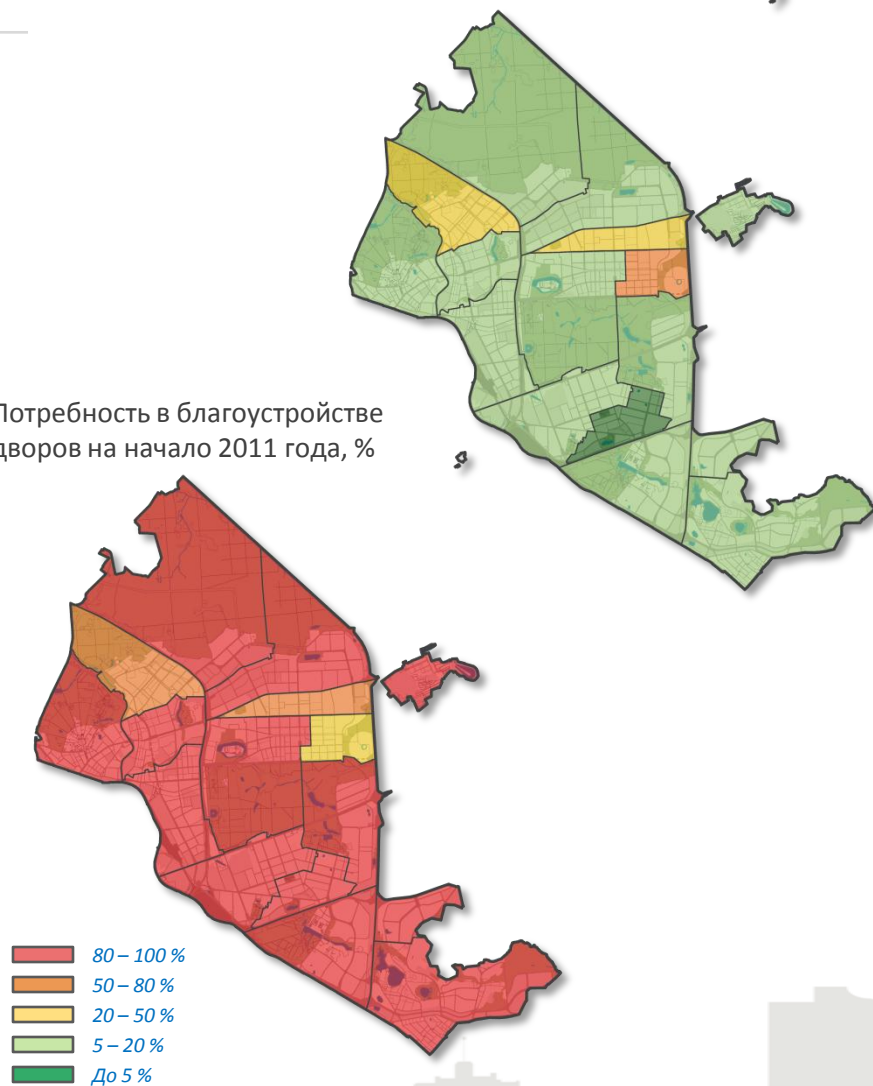 Потребность в благоустройстве
дворов на начало 2011 года, %
80 – 100 %
50 – 80 %
20 – 50 %
5 – 20 %
До 5 %